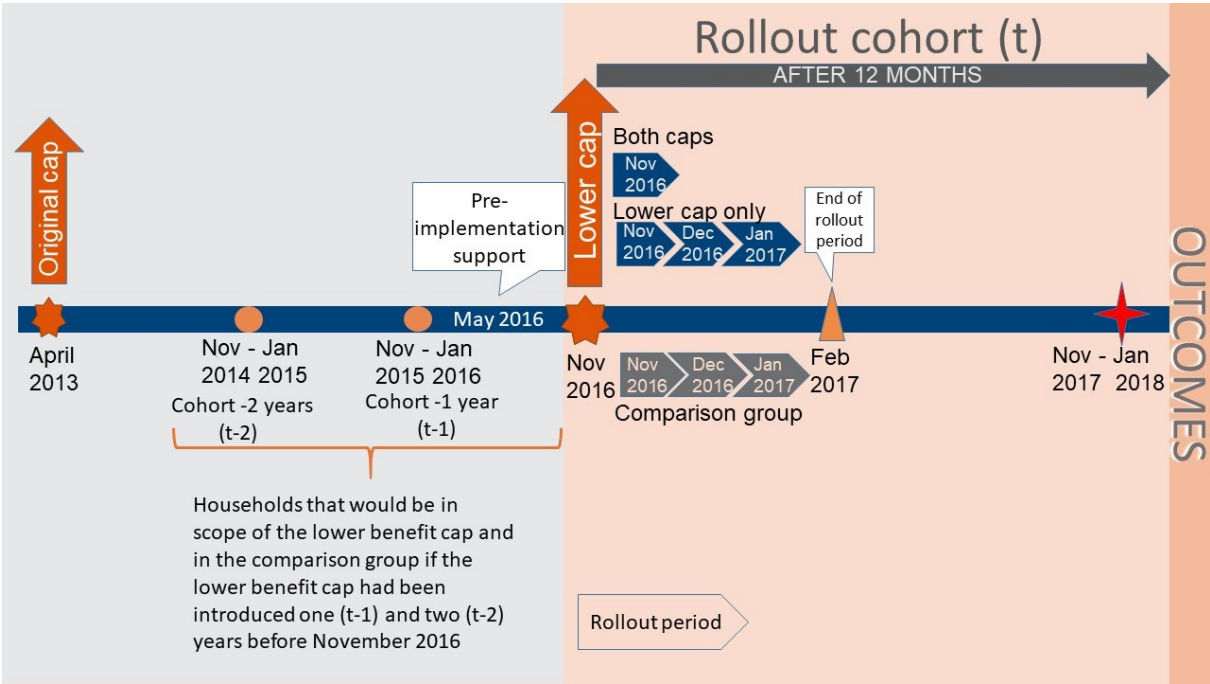 Rollout cohort (t)
AFTER 12 MONTHS
Original cap
Lower cap
Both caps
Nov
2016
Lower cap only
Nov
2016
Dec
2016
Jan
2017
Pre-
implementation
support
End of
rollout
period
May 2016
April
2013
Nov - Jan
2014 2015
Cohort -2 years
(t-2)
Nov - Jan
2015 2016
Cohort -1 year
(t-1)
Nov
2016
Nov
2016
Dec
2016
Jan
2017
Comparison group
Feb
2017
Nov - Jan
2017 2018
OUTCOMES
Households that would be in
scope of the lower benefit cap and
in the comparison group if the
lower benefit cap had been
introduced one (t-1) and two (t-2)
years before November 2016
Rollout period